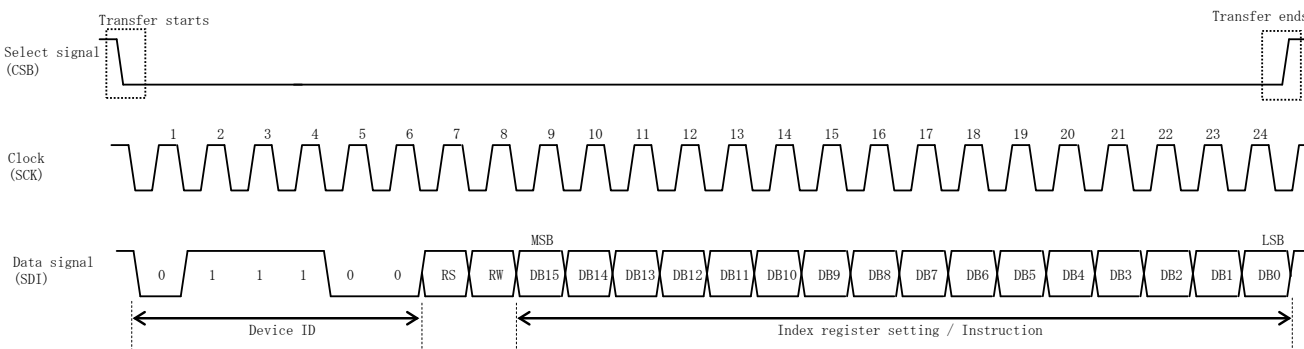 Transfer starts
Transfer ends
Select signal
(CSB)
1 2 3 4 5 6 7 8 9 10 11 12 13 14 15 16 17 18 19 20 21 22 23 24
Clock
(SCK)
MSB
LSB
Data signal
(SDI)
0 1 1 1 0 0 RS RW DB15 DB14 DB13 DB12 DB11 DB10 DB9 DB8 DB7 DB6 DB5 DB4 DB3 DB2 DB1 DB0
Device ID
Index register setting / Instruction